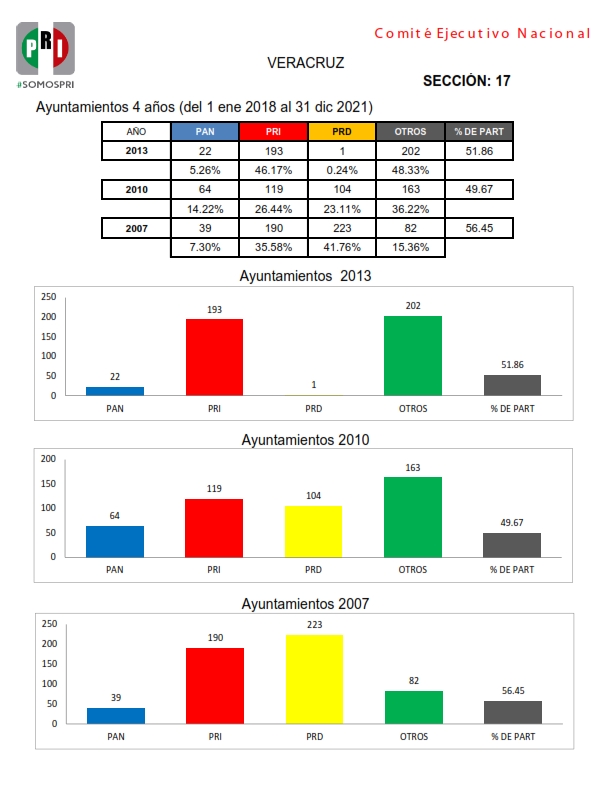 Comité Ejecutivo Nacional
PRI
#SOMOSPRI
VERACRUZ
SECCIÓN: 17
Ayuntamientos 4 años (del 1 ene 2018 al 31 dic 2021)
AÑO PAN PRI PRD OTROS % DE PART
2013 22 193 1 202 51.86
5.26% 46.17% 0.24% 48.33%
2010 64 119 104 163 49.67
14.22% 26.44% 23.11% 36.22%
2007 39 190 223 82 56.45
7.30% 35.58% 41.76% 15.36%
Ayuntamientos 2013
250
200
150
100
50
0
22 193 1 202 51.86
PAN PRI PRD OTROS % DE PART
Ayuntamientos 2010
200
150
100
50
0
64 119 104 163 49.67
PAN PRI PRD OTROS % DE PART
Ayuntamientos 2007
250
200
150
100
50
0
39 190 223 82 56.45
PAN PRI PRD OTROS % DE PART